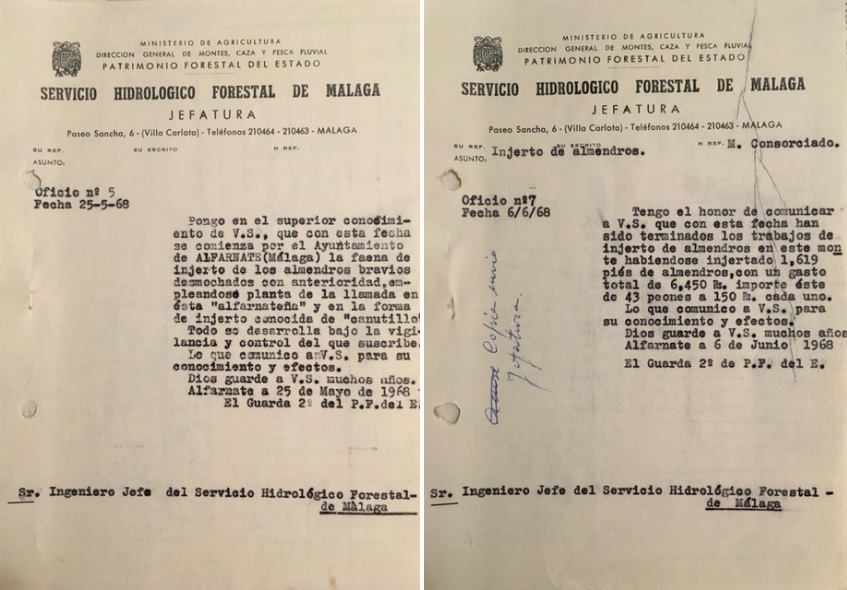 MINISTERIO DE AGRICULTURA
DIRECCION GENERAL DE MONTES, CAZA Y PESCA FLUVIAL
PATRIMONIO FORESTAL DEL ESTADO
SERVICIO HIDROLOGICO FORESTAL DE MALAGA
JEFATURA
Paseo Sancha, 6 - (Villa Carlota) - Teléfonos 210464 - 210463 - MALAGA
SU REF. SU ESCRITO N REF.
ASUNTO:
Oficio nº 5
Fecha 25-5-68
Pongo en el superior conocimi-
ento de V.S., que con esta fecha
se comienza por el Ayuntamiento
de ALFARNATE(Málaga) la faena de
injerto de los almendros bravios
desmochados con anterioridad,em-
pleandose planta de la llamada en
ésta "alfarnateña" y en la forma
de injerto conocida de "canutillo"
Todo se desarrolla bajo la vigi-
lancia y control del que suscribe.
Lo que comunico a V.S. para su
conocimiento y efectos.
Dios guarde a V.S. muchos años.
Alfarnate a 25 de Mayo de 1968
El Guarda 2º del P.F.del E
Sr. Ingeniero Jefe del Servicio Hidrológico Forestal-
de Màlaga
MINISTERIO DE AGRICULTURA
DIRECCION GENERAL DE MONTES, CAZA Y PESCA FLUVIAL
PATRIMONIO FORESTAL DEL ESTADO
SERVICIO HIDROLOGICO FORESTAL DE MALAGA
JEFATURA
Paseo Sancha, 6 - (Villa Carlota) - Teléfonos 210464 - 210463 - MALAGA
SU REF. SU ESCRITO N REF. M. Consorciado.
ASUNTO: Injerto de almendros.
Oficio nº7
Fecha 6/6/68
Tengo el honor de comunicar
a V.S. que con esta fecha han
sido terminados los trabajos de
injerto de almendros en este mon
te habiendose injertado 1,619
piés de almendros,con un gasto
total de 6,450 Ps. importe éste
de 43 peones a 150 Ps. cada uno.
Lo que comunico a V.S. para
su conocimiento y efectos.
Dios guarde a V.S. muchos años
Alfarnate a 6 de Junio 1968
El Guarda 2º de P.F. del E.
Copia envio
Jefatura.
Sr. Ingeniero Jefe del Servicio Hidrológico Forestal -
de Málaga